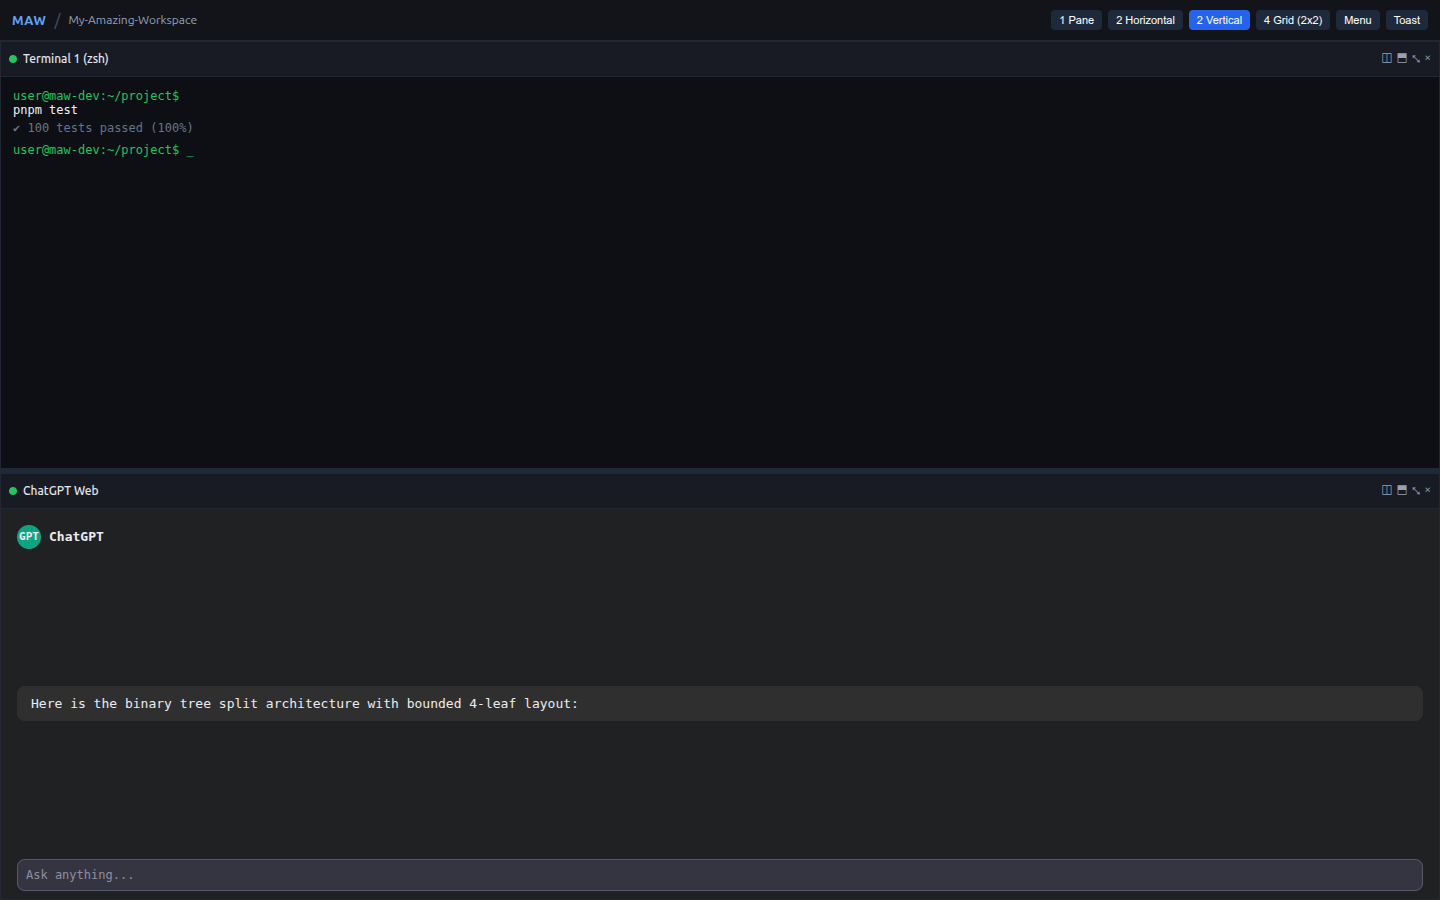 MAW / My-Amazing-Workspace
1 Pane 2 Horizontal 2 Vertical 4 Grid (2x2) Menu Toast
Terminal 1 (zsh)
user@maw-dev:~/project$
pnpm test
✔ 100 tests passed (100%)
user@maw-dev:~/project$ _
ChatGPT Web
GPT ChatGPT
Here is the binary tree split architecture with bounded 4-leaf layout:
Ask anything...